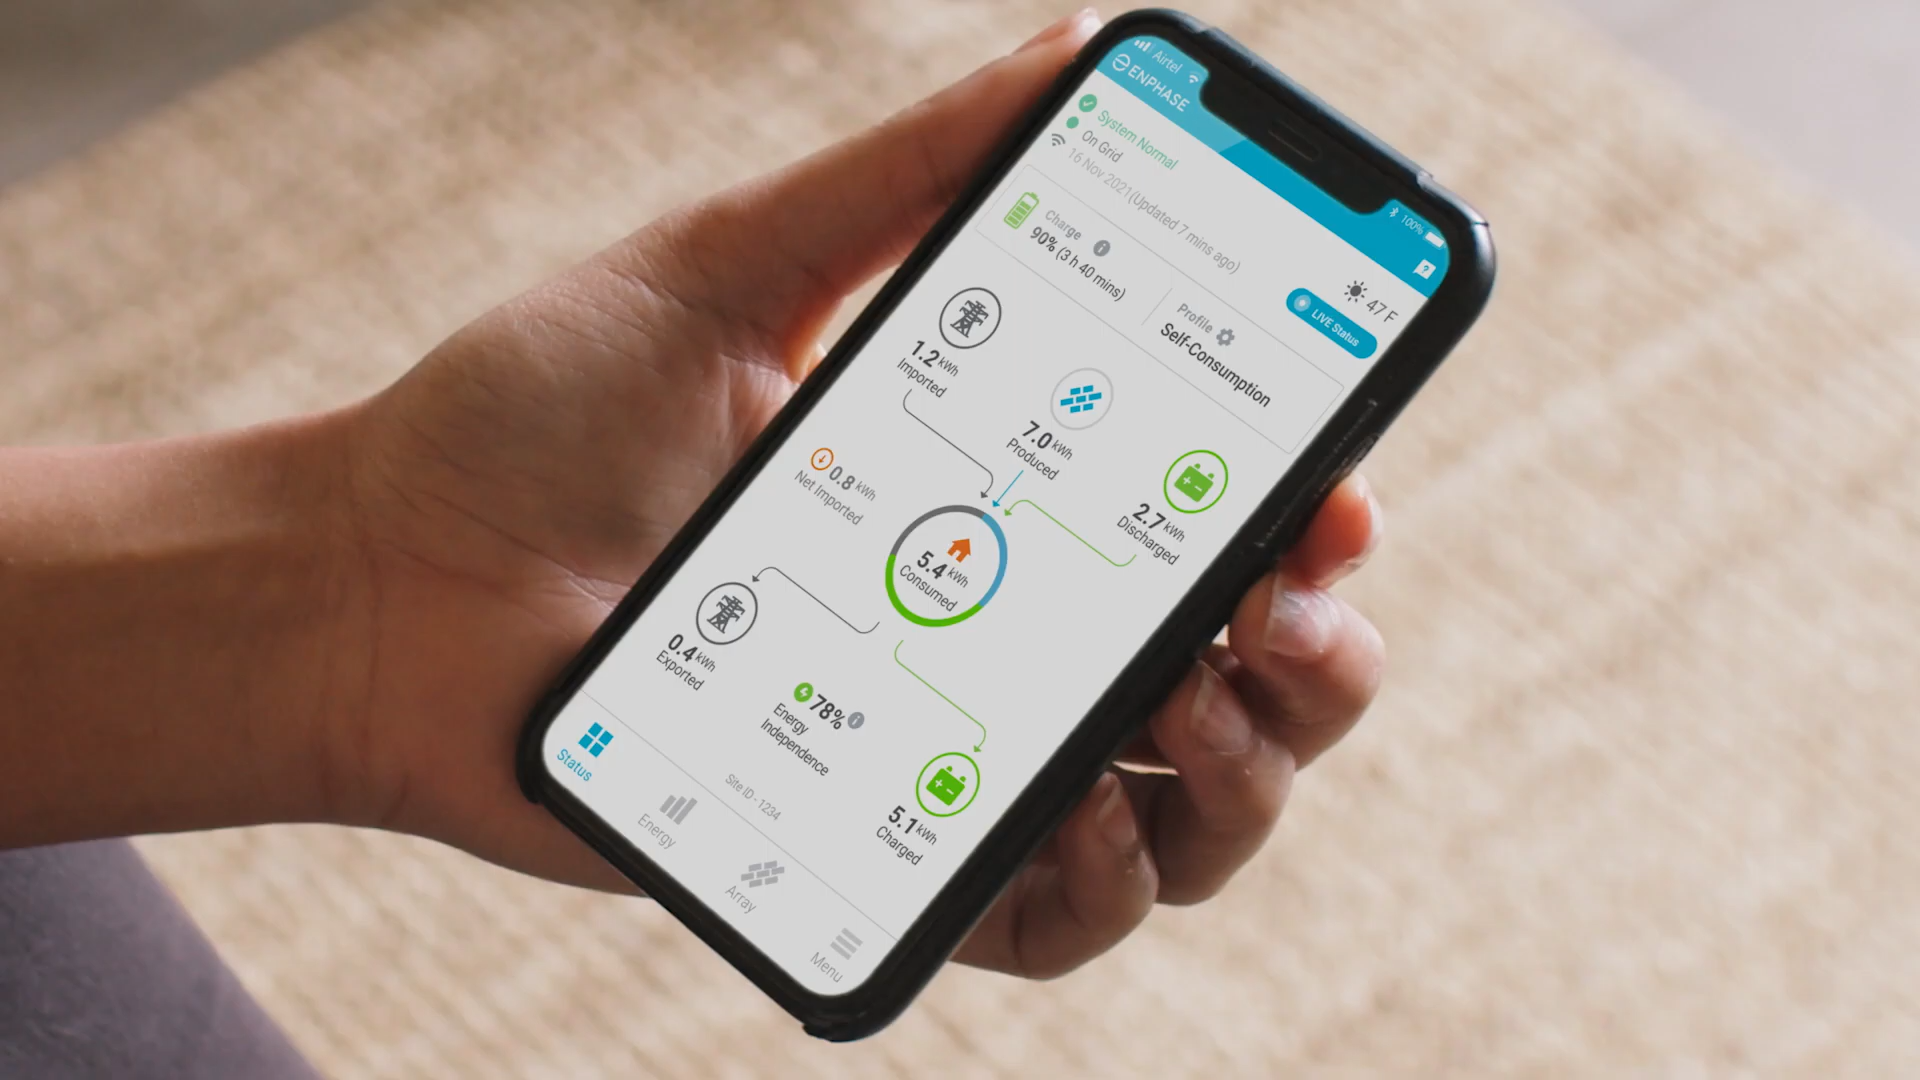 Airtel
100%
ENPHASE
?
System Normal
On Grid
16 Nov 2021 (Updated 7 mins ago)
47 F
LIVE Status
Charge i
90% (3 h 40 mins)
Profile
Self-Consumption
1.2 kWh
Imported
7.0 kWh
Produced
2.7 kWh
Discharged
0.8 kWh
Net Imported
5.4 kWh
Consumed
0.4 kWh
Exported
78% i
Energy
Independence
5.1 kWh
Charged
Site ID - 1234
Status
Energy
Array
Menu